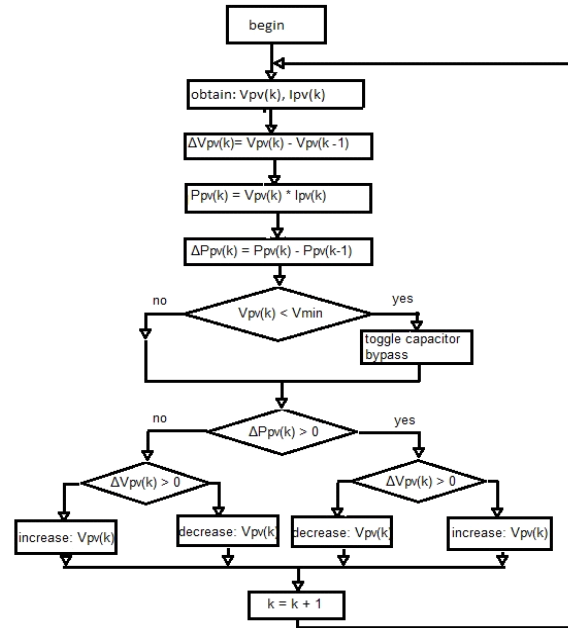 begin
obtain: Vpv(k), Ipv(k)
ΔVpv(k)= Vpv(k) - Vpv(k -1)
Ppv(k) = Vpv(k) * Ipv(k)
ΔPpv(k) = Ppv(k) - Ppv(k-1)
no
Vpv(k) < Vmin
yes
toggle capacitor
bypass
no
ΔPpv(k) > 0
yes
ΔVpv(k) > 0
ΔVpv(k) > 0
increase: Vpv(k)
decrease: Vpv(k)
decrease: Vpv(k)
increase: Vpv(k)
k = k + 1